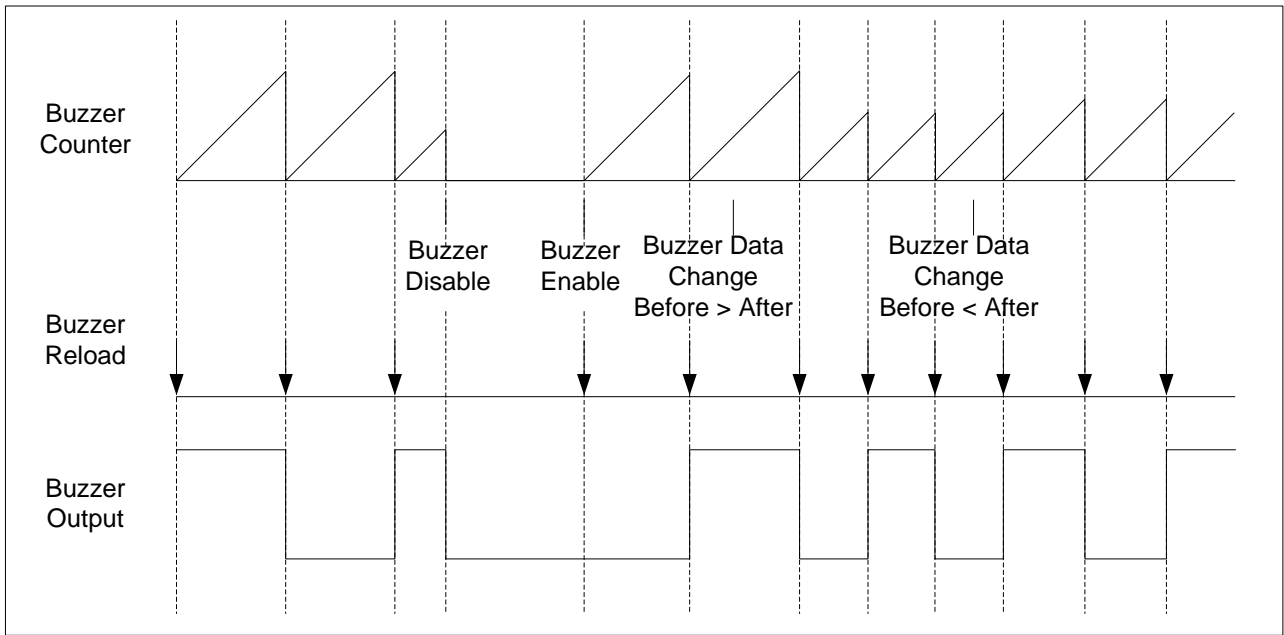 Buzzer
Counter
Buzzer
Disable
Buzzer
Enable
Buzzer Data
Change
Before > After
Buzzer Data
Change
Before < After
Buzzer
Reload
Buzzer
Output